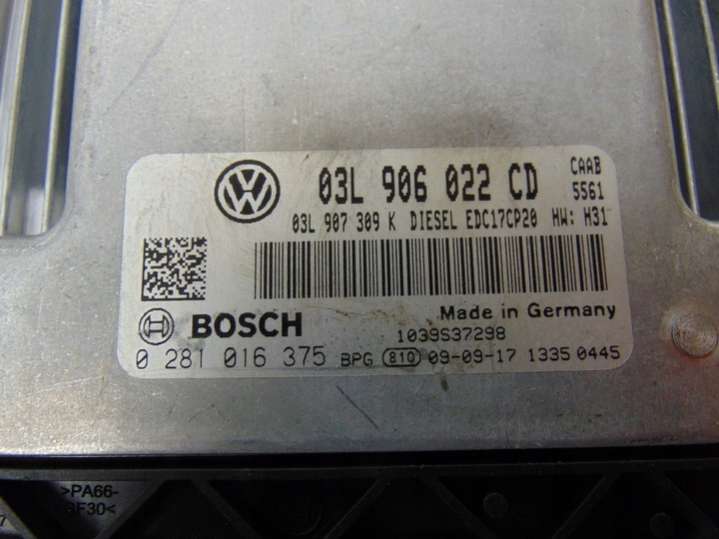 03L 906 022 CD CAAB
5561
03L 907 309 K DIESEL EDC17CP20 HW: H31
BOSCH
Made in Germany
1039S37298
0 281 016 375 BPG 810 09-09-17 1335 0445
>PA66-
GF30<